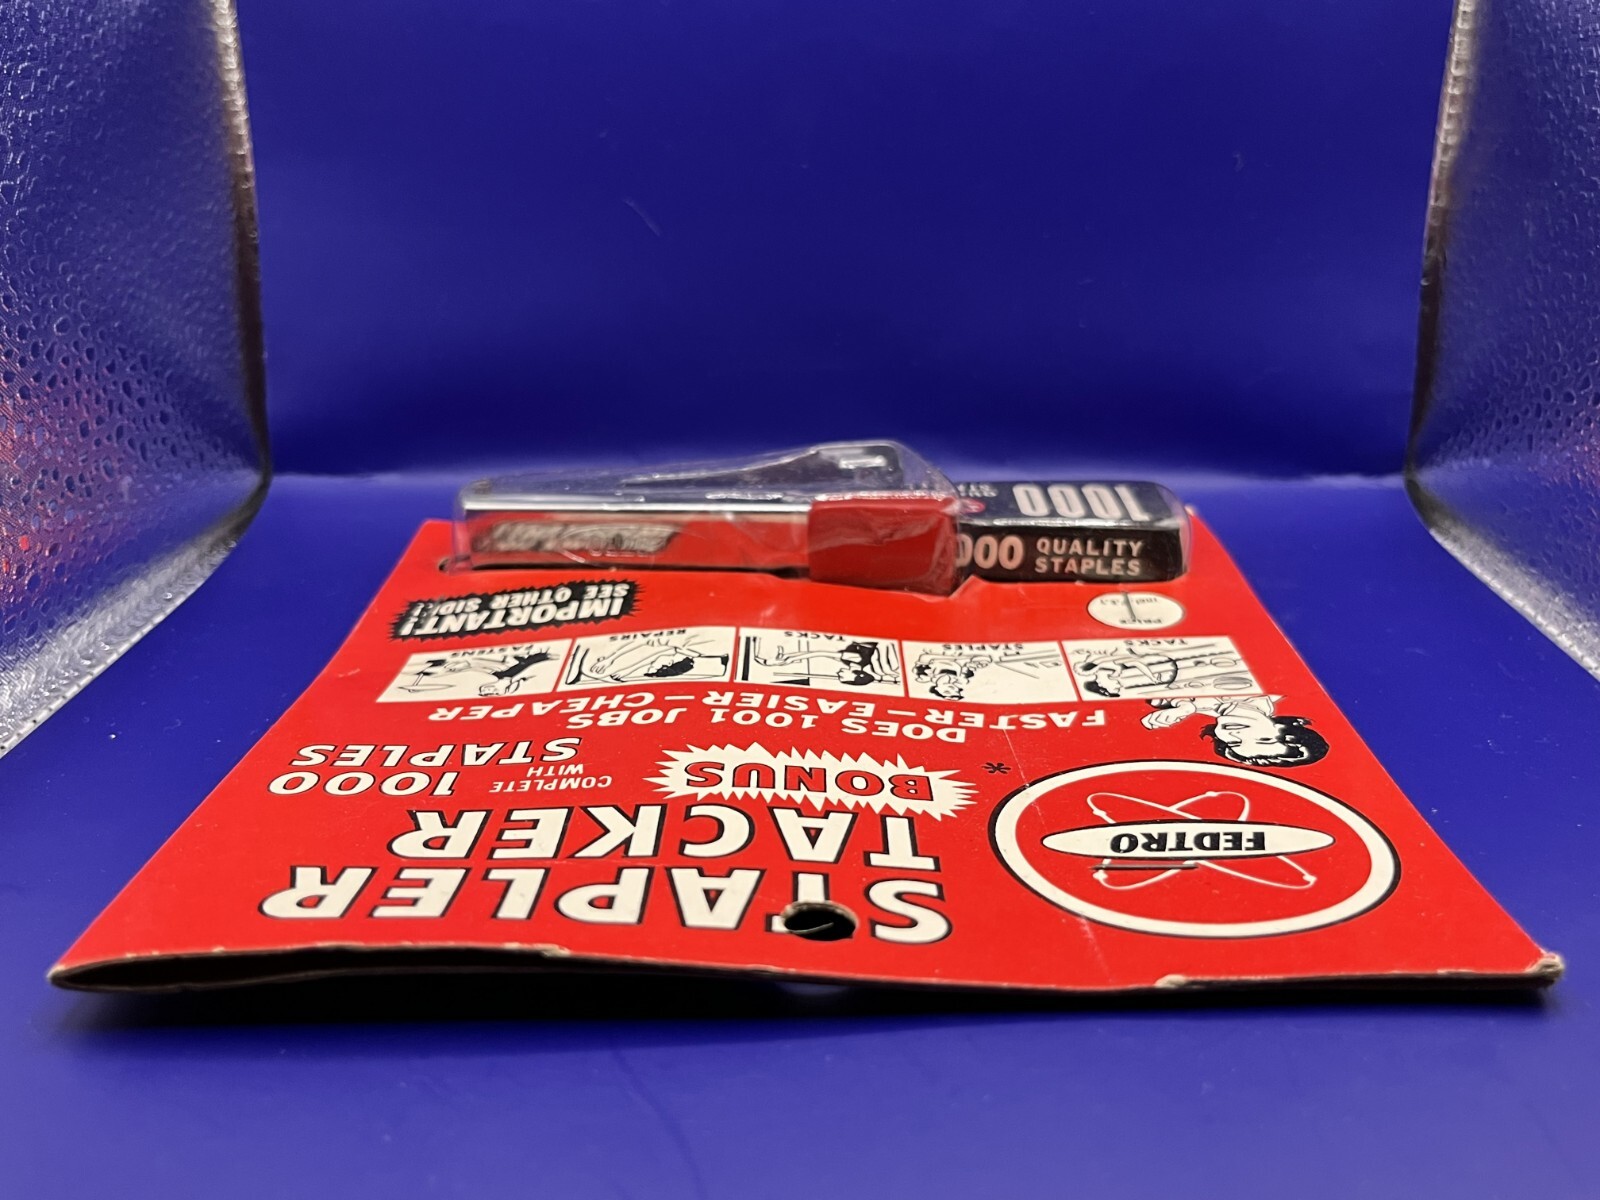 STAPLER
TACKER
FEDTRO
*
BONUS
COMPLETE
WITH
1000
STAPLES
DOES 1001 JOBS
FASTER—EASIER—CHEAPER
TACKS
STAPLES
TACKS
REPAIRS
FASTENS
PRICE
IMPORTANT!
SEE OTHER SIDE!
1000
000 QUALITY
STAPLES